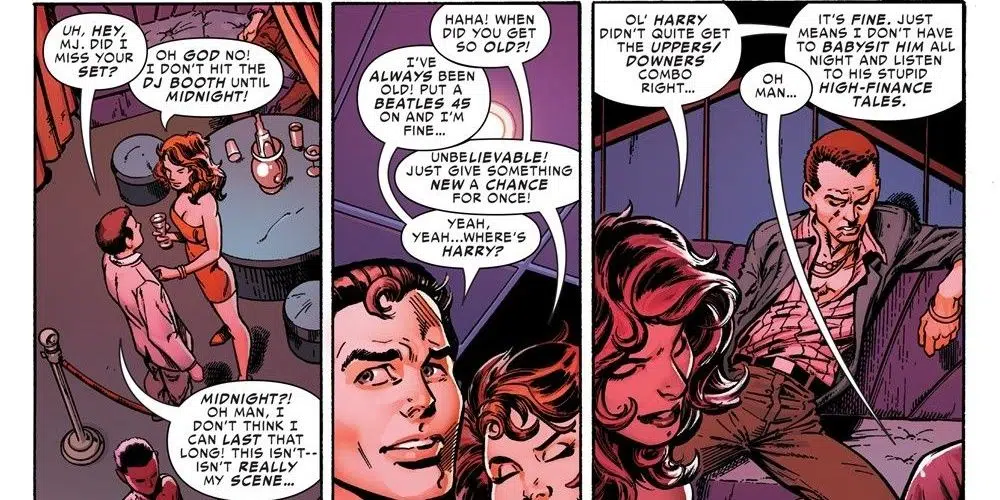 UH, HEY,
MJ. DID I
MISS YOUR
SET?
OH GOD NO!
I DON'T HIT THE
DJ BOOTH UNTIL
MIDNIGHT!
MIDNIGHT?!
OH MAN, I
DON'T THINK I
CAN LAST THAT
LONG! THIS ISN'T--
ISN'T REALLY
MY SCENE...
HAHA! WHEN
DID YOU GET
SO OLD?!
I'VE
ALWAYS BEEN
OLD! PUT A
BEATLES 45
ON AND I'M
FINE...
UNBELIEVABLE!
JUST GIVE SOMETHING
NEW A CHANCE
FOR ONCE!
YEAH,
YEAH...WHERE'S
HARRY?
OL' HARRY
DIDN'T QUITE GET
THE UPPERS/
DOWNERS
COMBO
RIGHT...
OH
MAN...
IT'S FINE. JUST
MEANS I DON'T HAVE
TO BABYSIT HIM ALL
NIGHT AND LISTEN
TO HIS STUPID
HIGH-FINANCE
TALES.